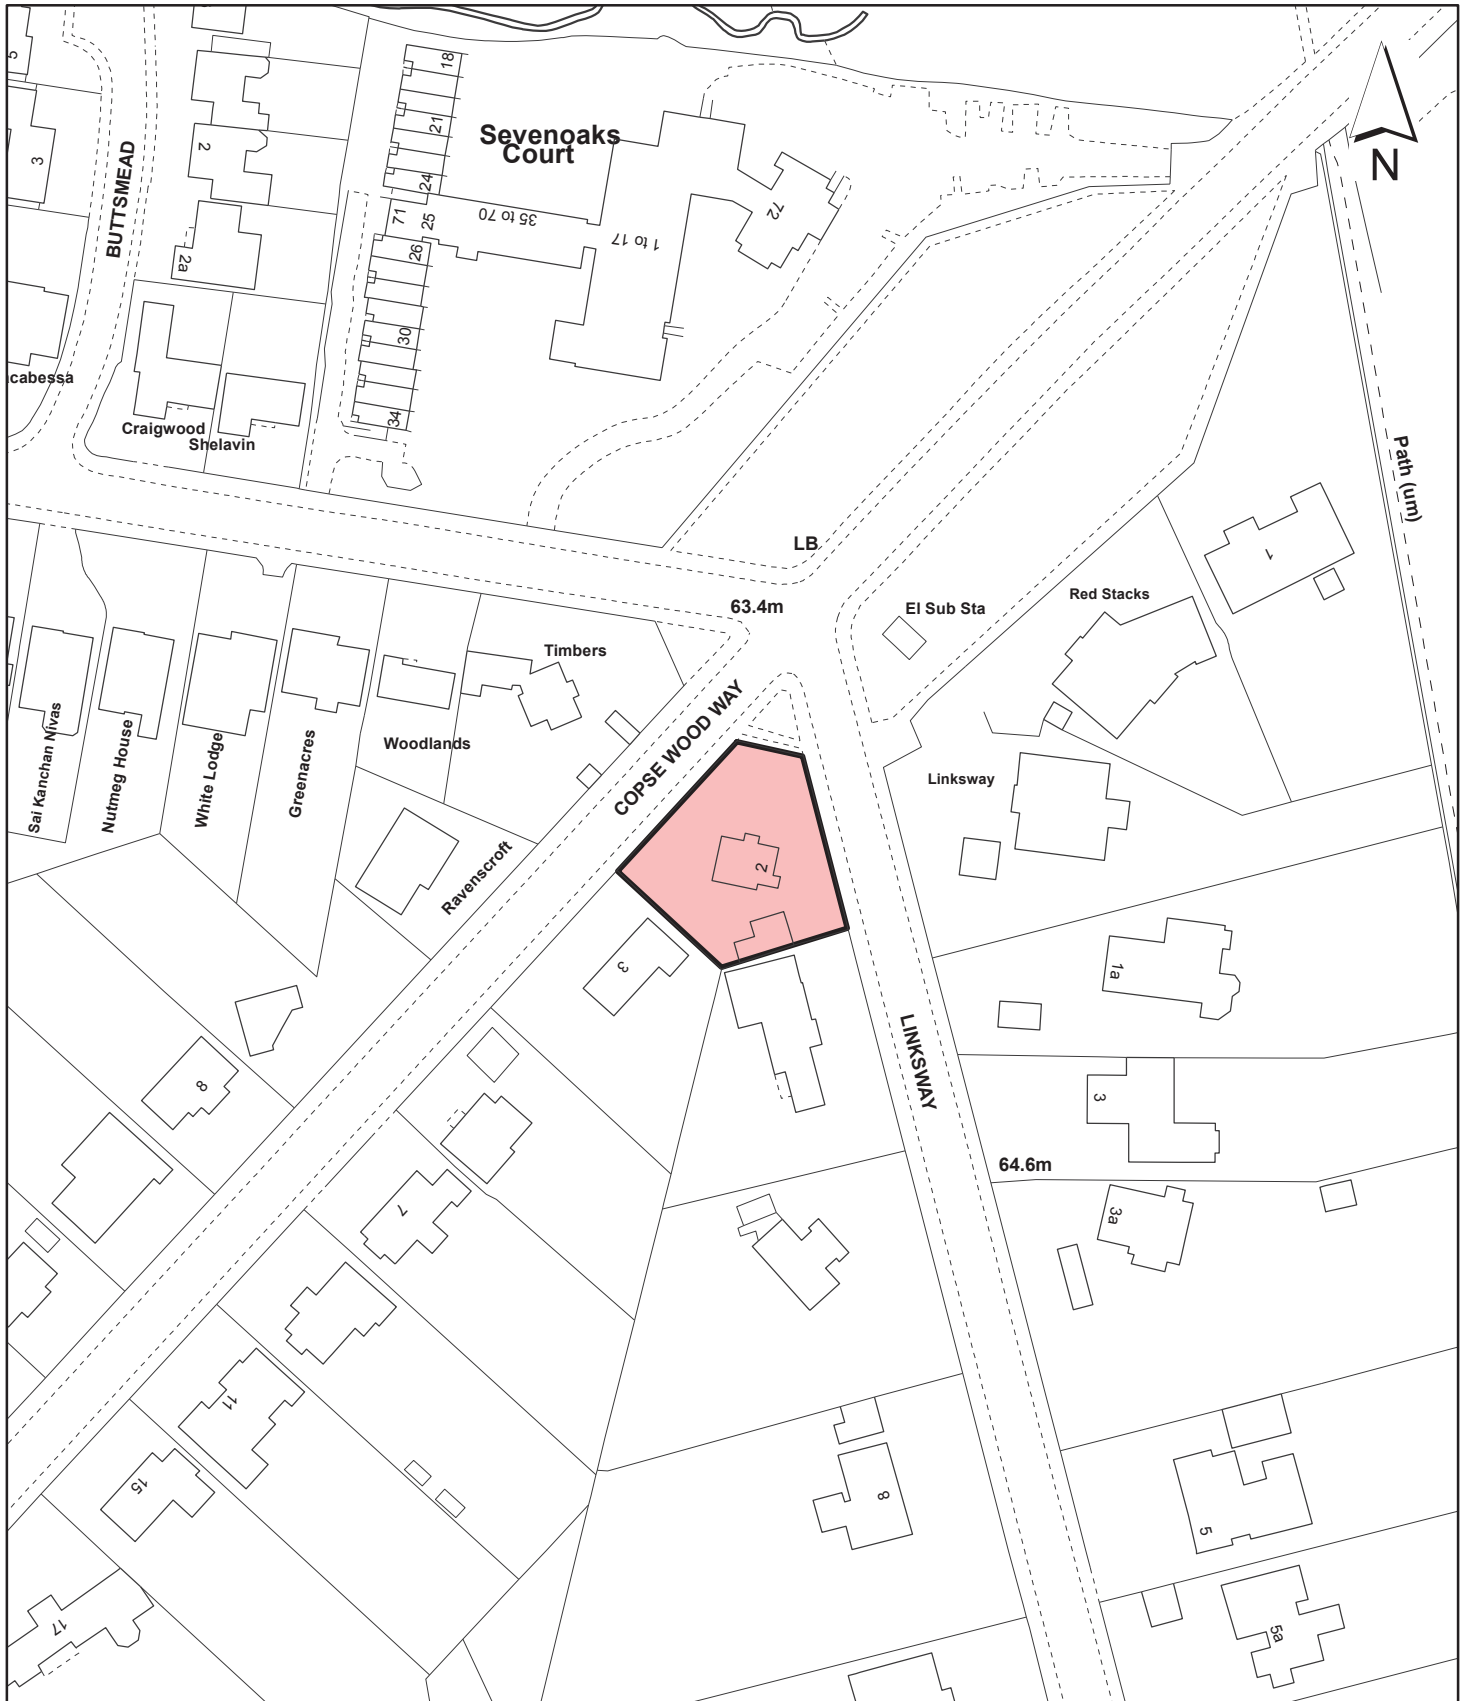 5
3
BUTTSMEAD
2
2a
18
21
24
71
25
26
30
34
Sevenoaks
Court
35 to 70
1 to 17
72
N
cabessa
Craigwood
Shelavin
Path (um)
LB
63.4m
El Sub Sta
Red Stacks
1
Timbers
Woodlands
COPSE WOOD WAY
Linksway
Sai Kanchan Nivas
Nutmeg House
White Lodge
Greenacres
Ravenscroft
2
3
1a
LINKSWAY
8
3
64.6m
3a
7
11
15
8
5
5a
17